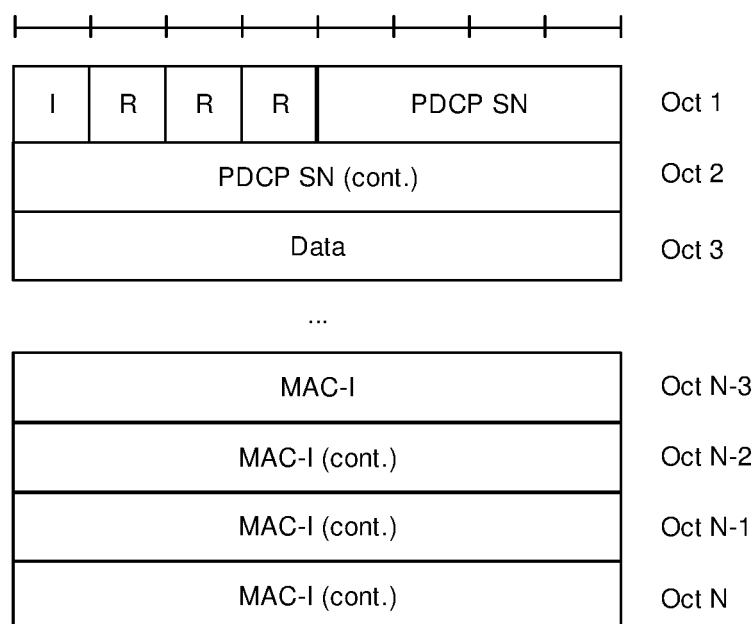 I R R R PDCP SN Oct 1
PDCP SN (cont.) Oct 2
Data Oct 3
...
MAC-I Oct N-3
MAC-I (cont.) Oct N-2
MAC-I (cont.) Oct N-1
MAC-I (cont.) Oct N